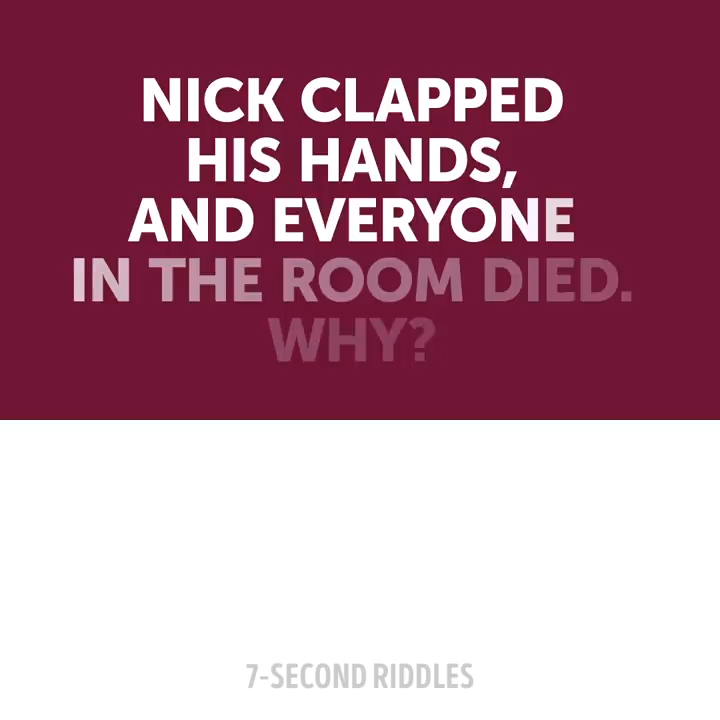 NICK CLAPPED
HIS HANDS,
AND EVERYONE
IN THE ROOM DIED.
WHY?
7-SECOND RIDDLES